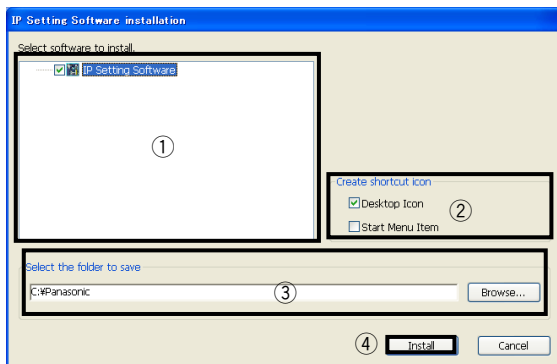 IP Setting Software installation
Select software to install.
IP Setting Software
①
Create shortcut icon
Desktop Icon
②
Start Menu Item
Select the folder to save
C:¥Panasonic
③
Browse...
④
Install
Cancel